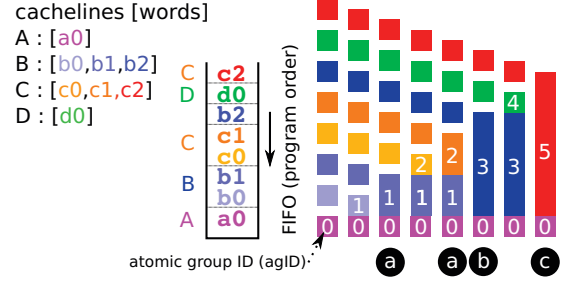 cachelines [words]
A : [a0]
B : [b0,b1,b2]
C : [c0,c1,c2]
D : [d0]
C c2
D d0
b2
C c1
c0
B b1
b0
A a0
FIFO (program order)
4
2 2 5
3 3
1 1 1
0 0 0 0 0 0 0 0
atomic group ID (agID)
a a b c